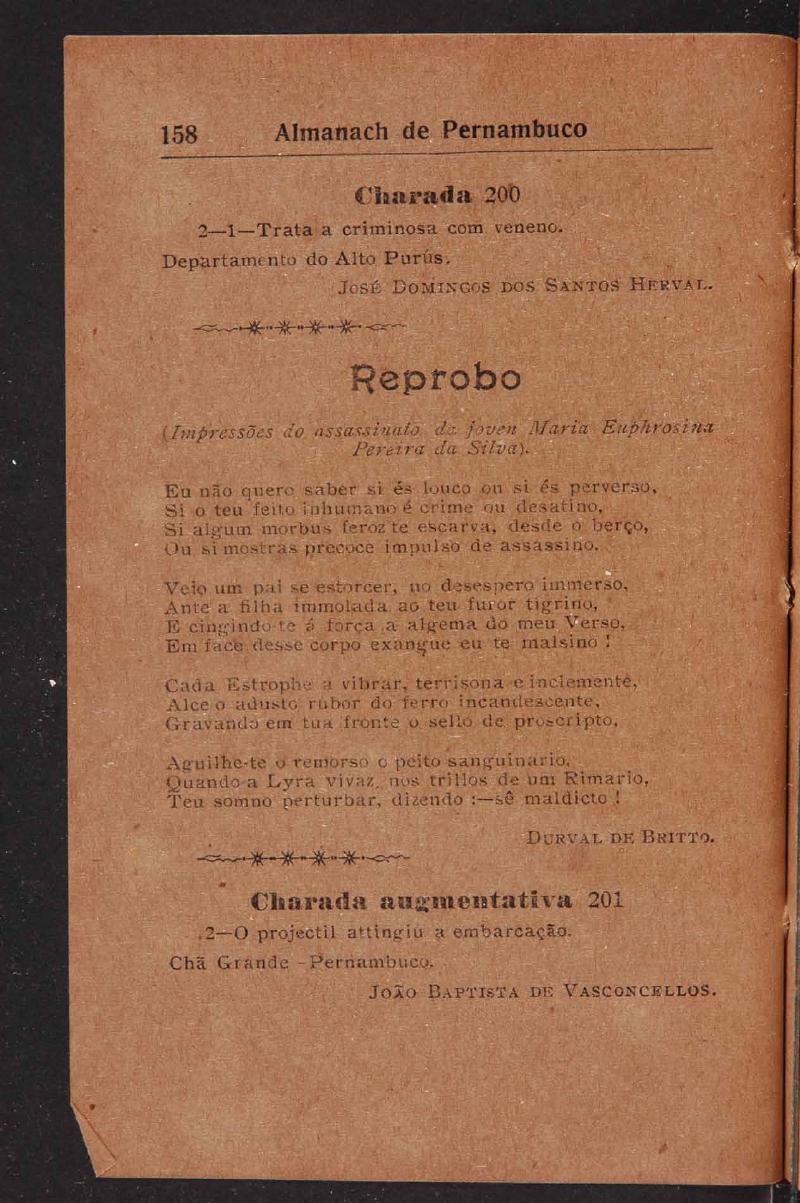 158 Almanach de Pernambuco
Charada 200
2—1—Trata a criminosa com veneno.
Departamento do Alto Purús.
José Domingos dos Santos Herval.
Reprobo
(Impressões do assassinato da joven Maria Euphrosina
Pereira da Silva).
Eu não quero saber si és louco ou si és perverso,
Si o teu feito inhumano é crime ou desatino,
Si algum morbus feroz te escarva, desde o berço,
Ou si mostras precoce impulso de assassino.
Vejo um pai se estorcer, no desespero immerso,
Ante a filha immolada ao teu furor tigrino,
E cingindo-te á força a algema do meu Verso,
Em face desse corpo exangue eu te malsino !
Cada Estrophe a vibrar, terrisona e inclemente,
Alce o adusto rubor do ferro incandescente,
Gravando em tua fronte o sello de proscripto,
Aguilhe-te o remorso o peito sanguinario,
Quando a Lyra vivaz, nos trillos de um Rimario,
Teu somno perturbar, dizendo :—sê maldicto !
Durval de Britto.
Charada augmentativa 201
2—O projectil attingiu a embarcação.
Chã Grande - Pernambuco.
João Baptista de Vasconcellos.